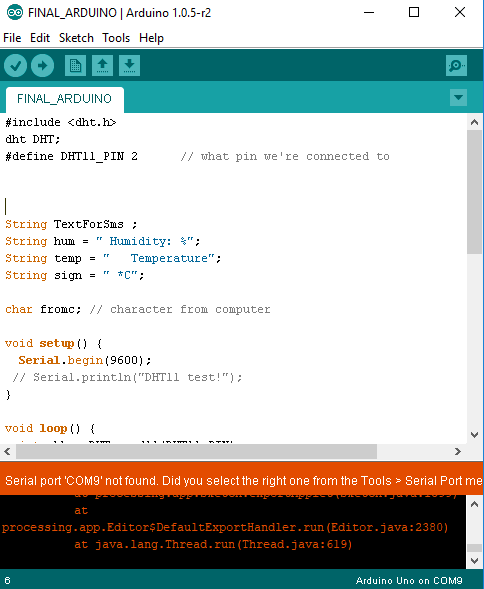 FINAL_ARDUINO | Arduino 1.0.5-r2
File Edit Sketch Tools Help
FINAL_ARDUINO
#include <dht.h>
dht DHT;
#define DHT11_PIN 2 // what pin we're connected to
String TextForSms ;
String hum = " Humidity: %";
String temp = "   Temperature";
String sign = " *C";
char fromc; // character from computer
void setup() {
Serial.begin(9600);
// Serial.println("DHT11 test!");
}
void loop() {
Serial port 'COM9' not found. Did you select the right one from the Tools > Serial Port me
at
processing.app.Editor$DefaultExportHandler.run(Editor.java:2380)
at java.lang.Thread.run(Thread.java:619)
6 Arduino Uno on COM9